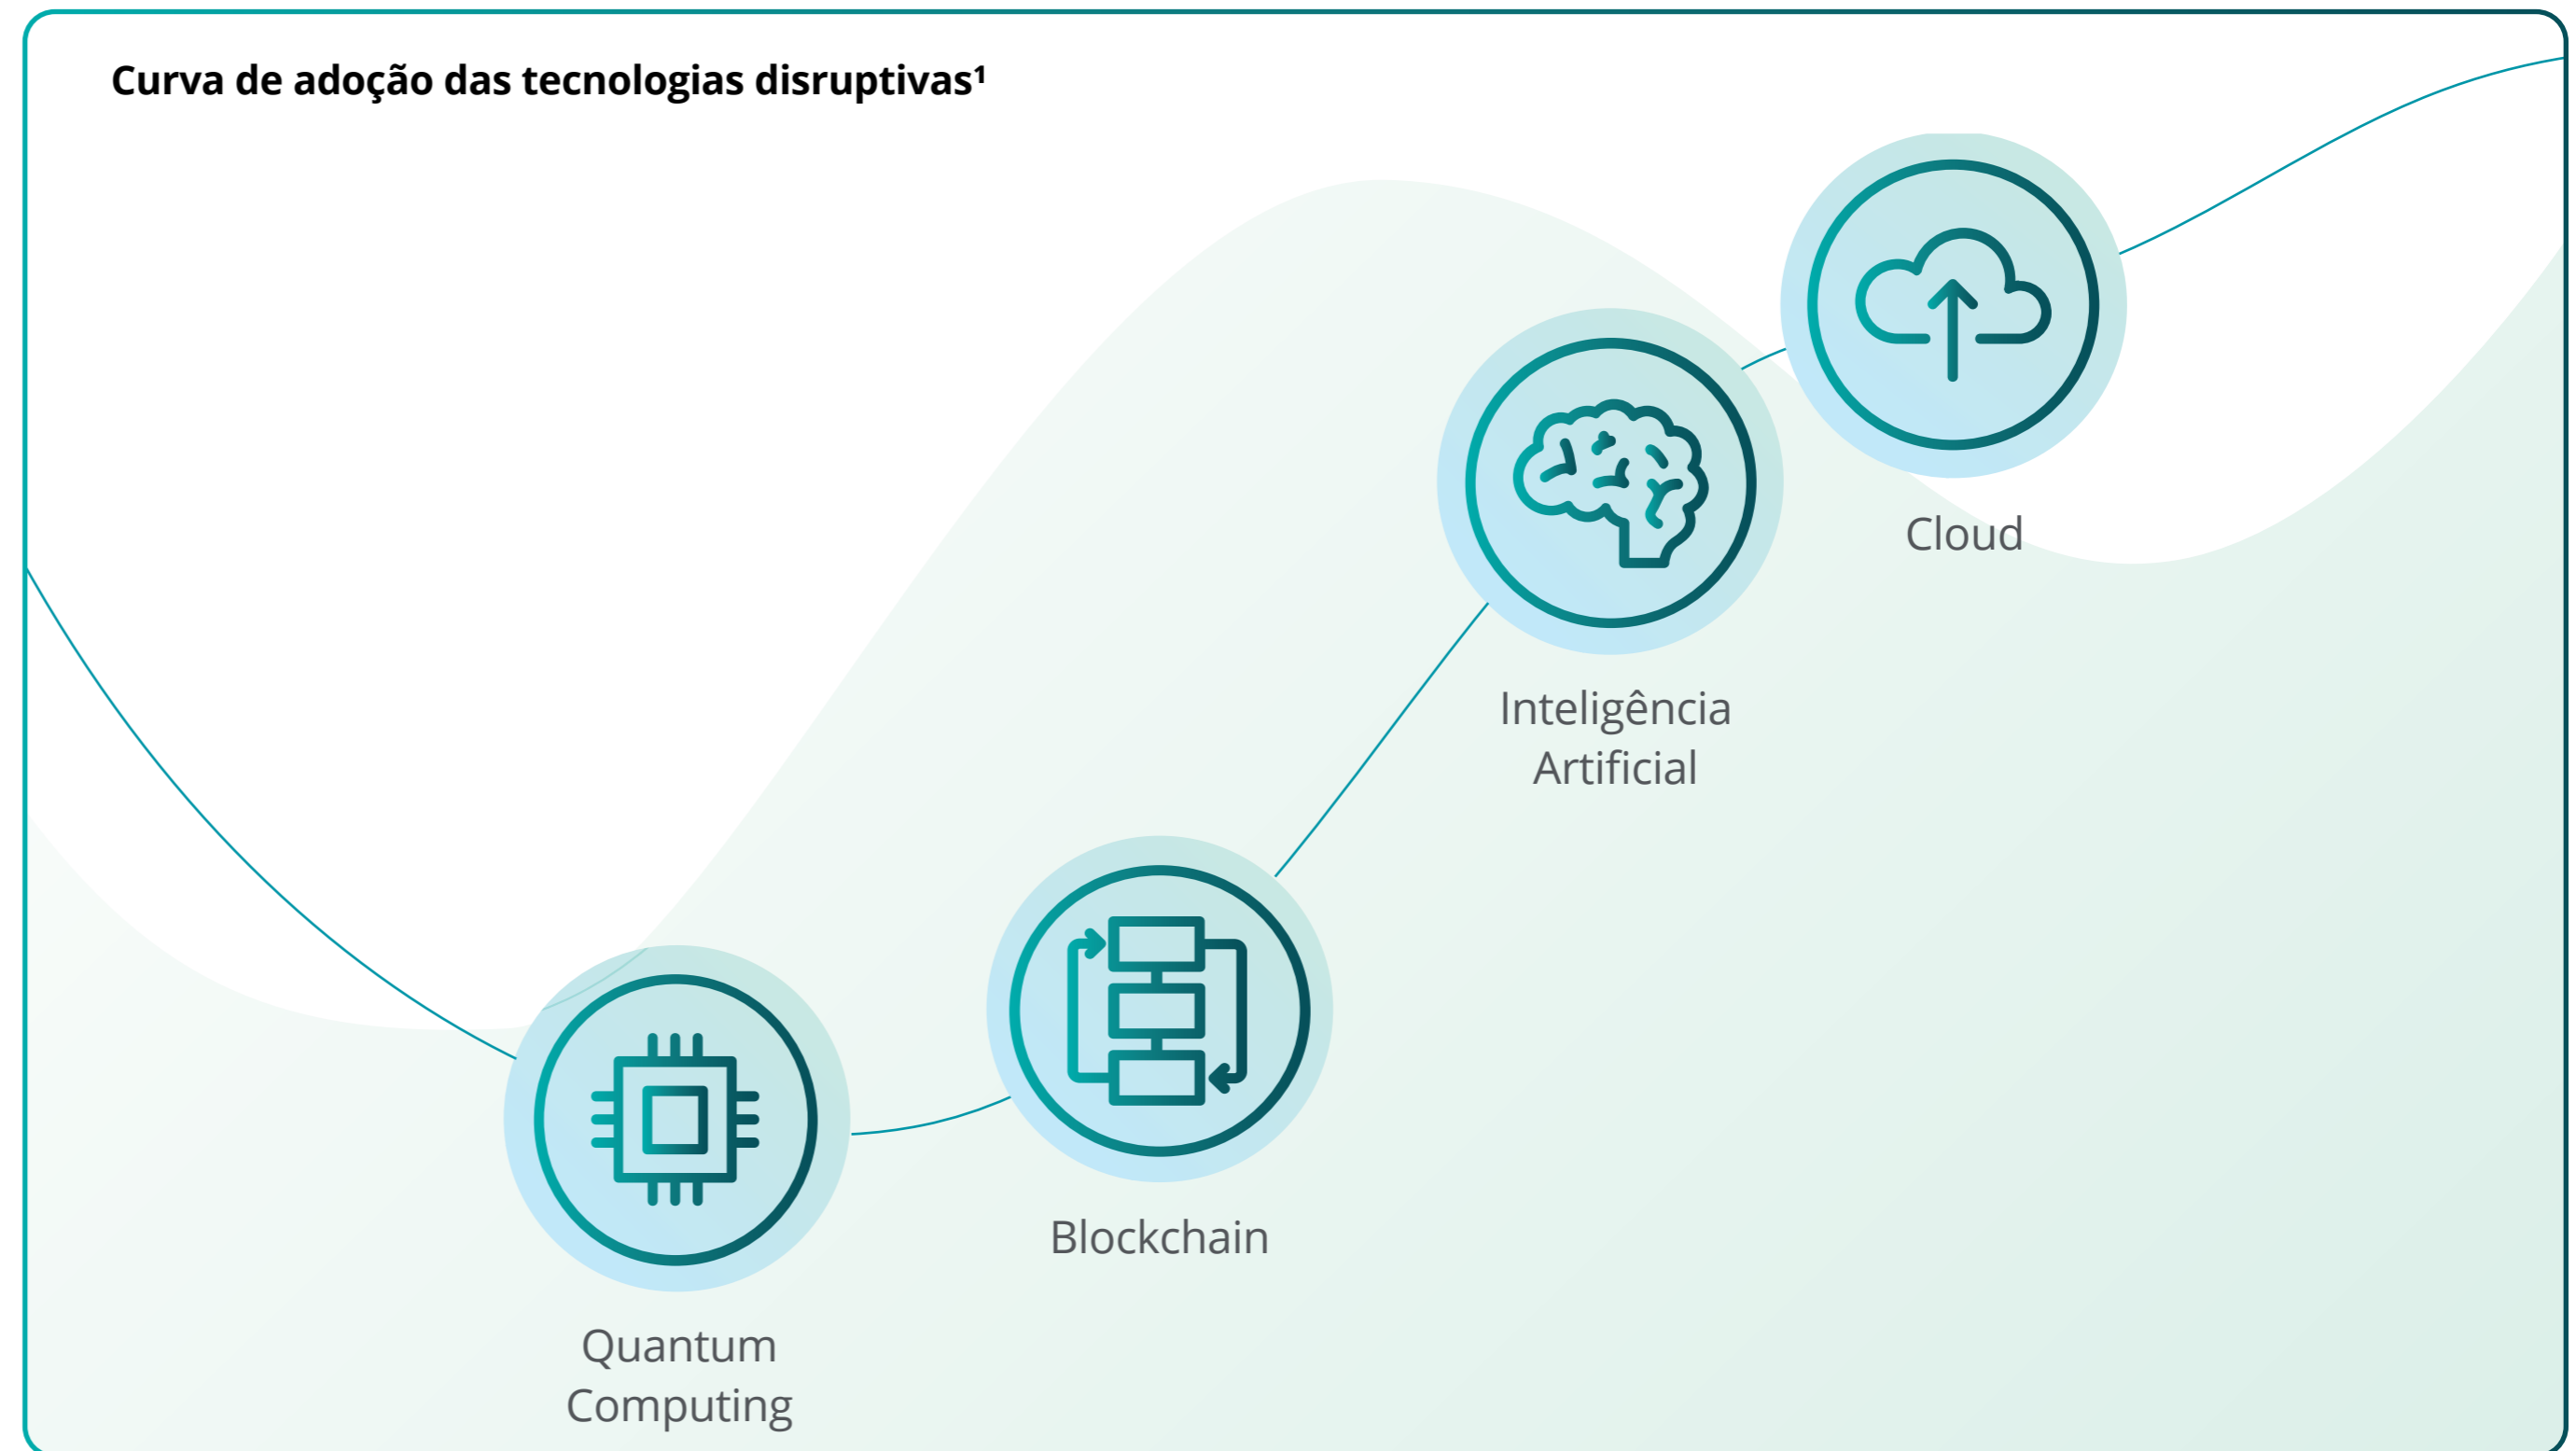 Curva de adoção das tecnologias disruptivas¹
Cloud
Inteligência
Artificial
Blockchain
Quantum
Computing